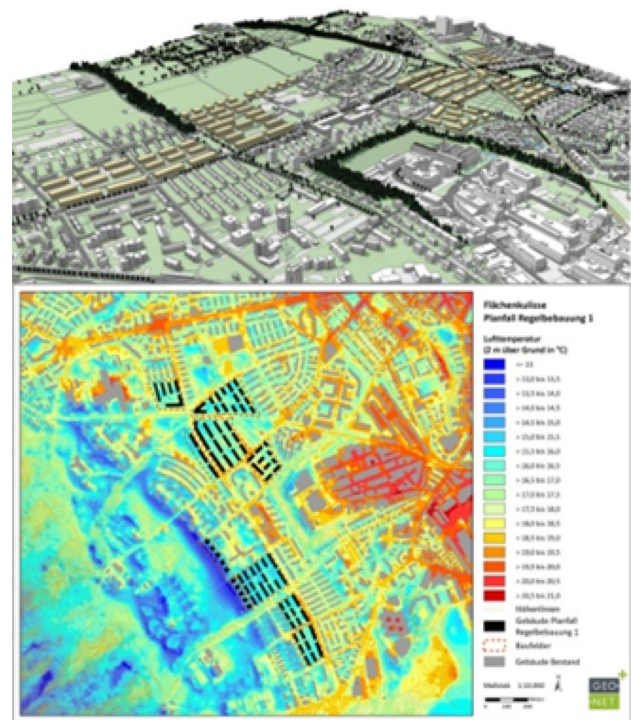 Flächenkulisse
Planfall Regelbebauung 1
Lufttemperatur
(2 m über Grund in °C)
<= 13
> 13,0 bis 13,5
> 13,5 bis 14,0
> 14,0 bis 14,5
> 14,5 bis 15,0
> 15,0 bis 15,5
> 15,5 bis 16,0
> 16,0 bis 16,5
> 16,5 bis 17,0
> 17,0 bis 17,5
> 17,5 bis 18,0
> 18,0 bis 18,5
> 18,5 bis 19,0
> 19,0 bis 19,5
> 19,5 bis 20,0
> 20,0 bis 20,5
> 20,5 bis 21,0
Höhenlinien
Gebäude Planfall
Regelbebauung 1
Baufelder
Gebäude Bestand
Maßstab 1:10.000
GEO
NET